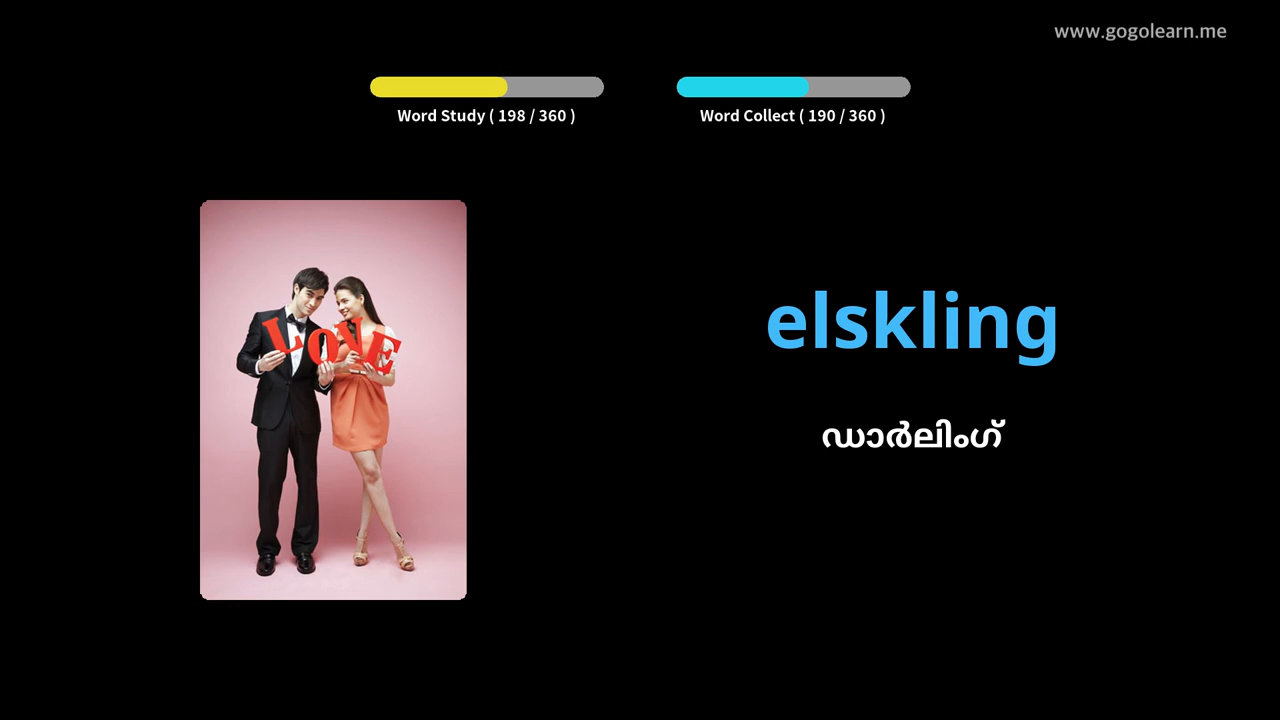 www.gogolearn.me
Word Study ( 198 / 360 )
Word Collect ( 190 / 360 )
LOVE
elskling
ഡാർലിംഗ്